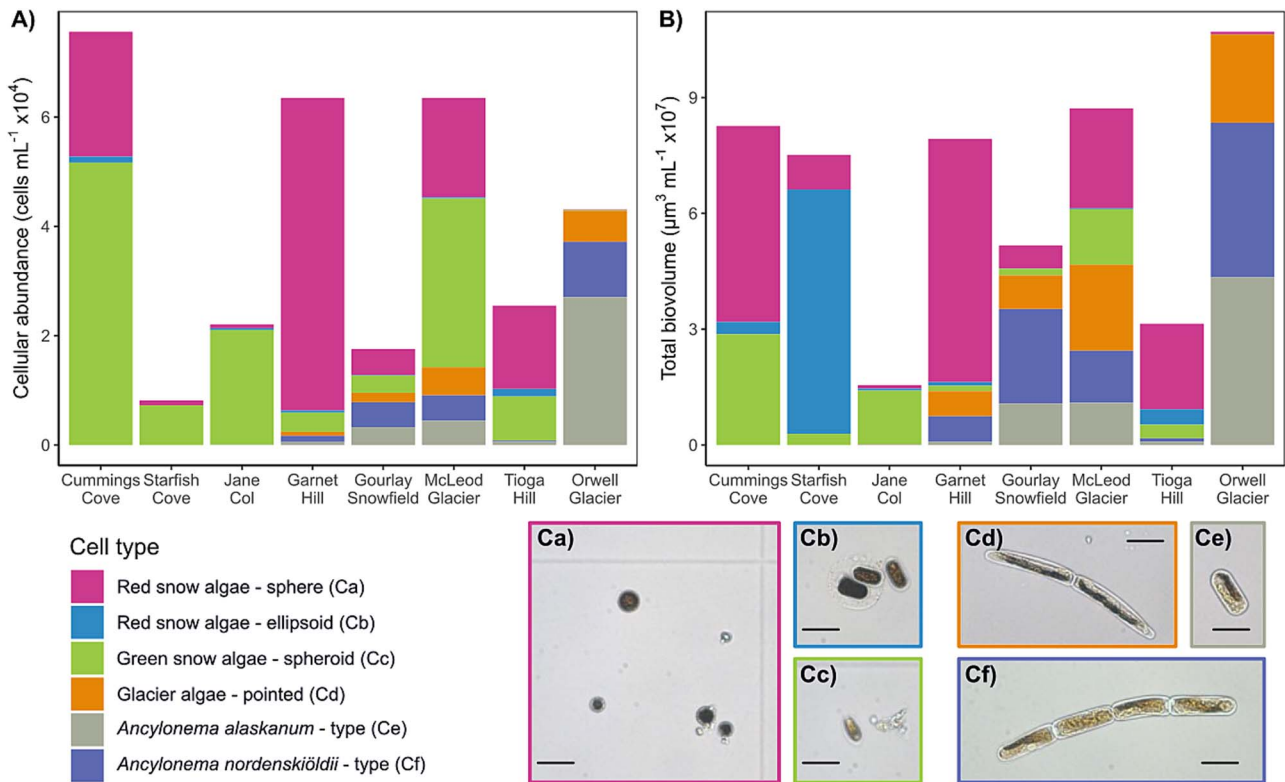 A)
Cellular abundance (cells mL⁻¹ x10⁴)
6
4
2
0
Cummings Cove
Starfish Cove
Jane Col
Garnet Hill
Gourlay Snowfield
McLeod Glacier
Tioga Hill
Orwell Glacier
B)
Total biovolume (µm³ mL⁻¹ x10⁷)
9
6
3
0
Cummings Cove
Starfish Cove
Jane Col
Garnet Hill
Gourlay Snowfield
McLeod Glacier
Tioga Hill
Orwell Glacier
Cell type
Red snow algae - sphere (Ca)
Red snow algae - ellipsoid (Cb)
Green snow algae - spheroid (Cc)
Glacier algae - pointed (Cd)
Ancylonema alaskanum - type (Ce)
Ancylonema nordenskiöldii - type (Cf)
Ca)
Cb)
Cc)
Cd)
Ce)
Cf)